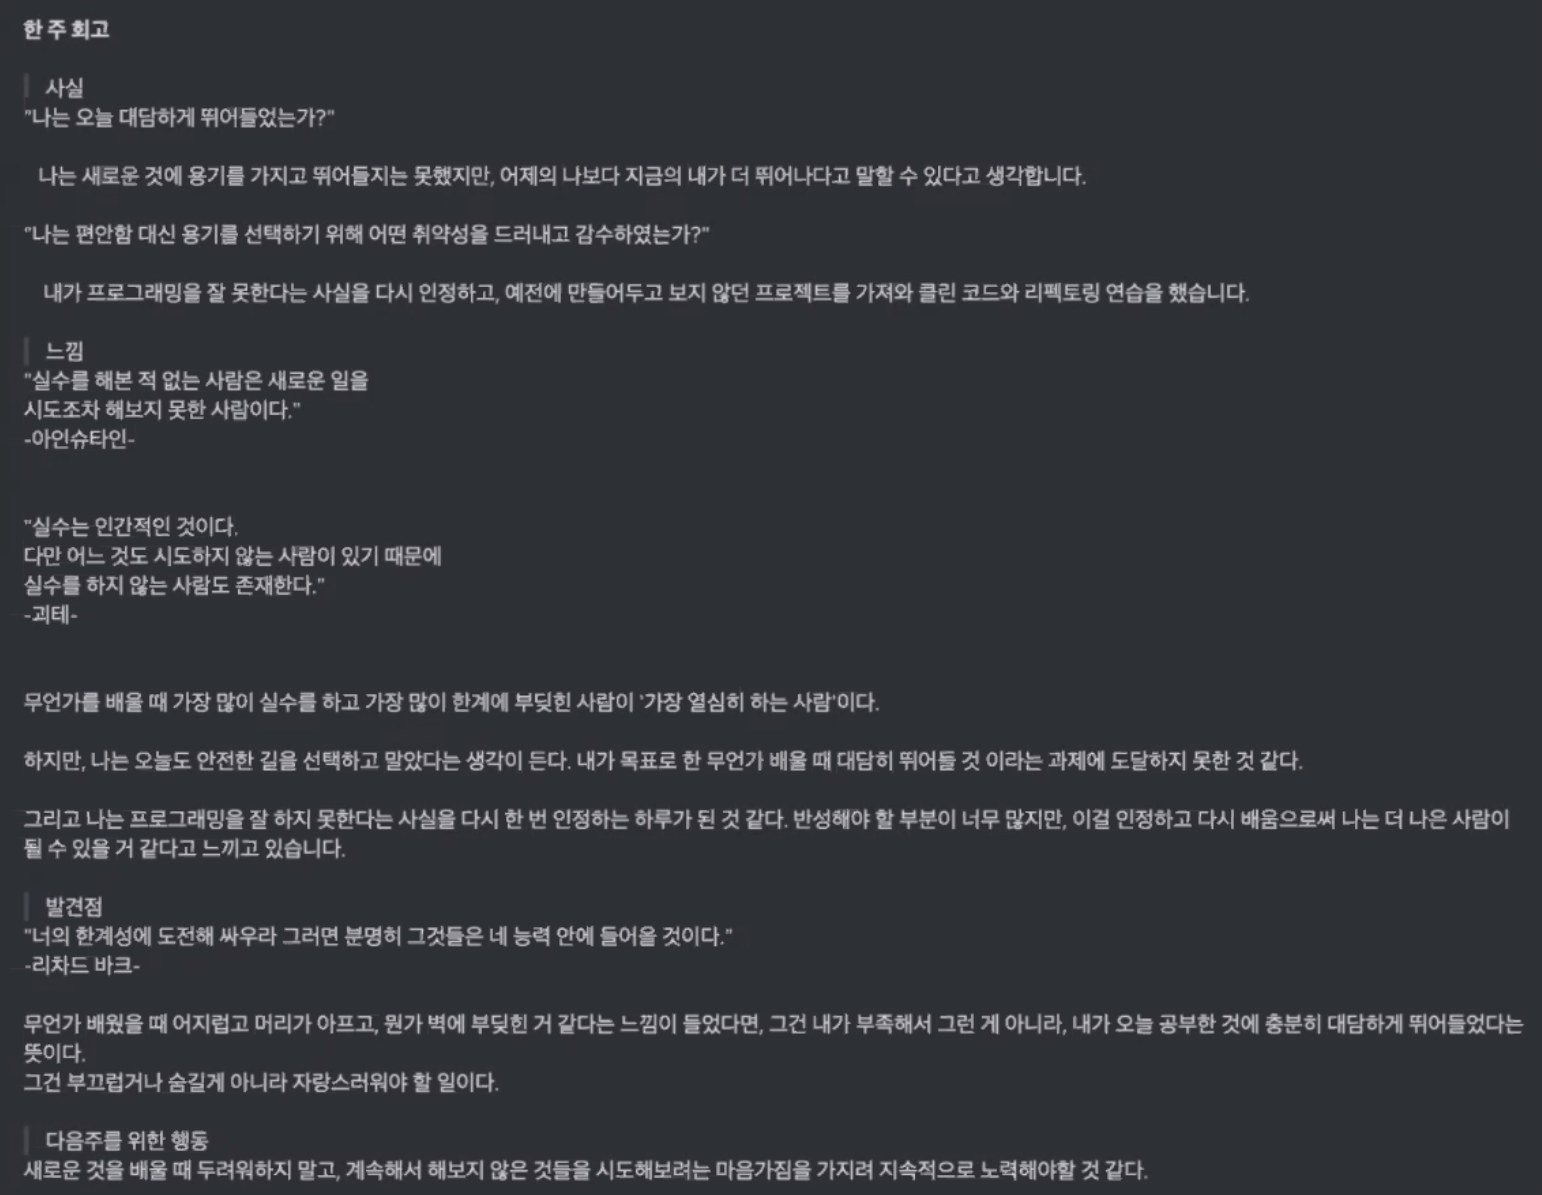 한 주 회고
사실
"나는 오늘 대담하게 뛰어들었는가?"
나는 새로운 것에 용기를 가지고 뛰어들지는 못했지만, 어제의 나보다 지금의 내가 더 뛰어나다고 말할 수 있다고 생각합니다.
"나는 편안함 대신 용기를 선택하기 위해 어떤 취약성을 드러내고 감수하였는가?"
내가 프로그래밍을 잘 못한다는 사실을 다시 인정하고, 예전에 만들어두고 보지 않던 프로젝트를 가져와 클린 코드와 리펙토링 연습을 했습니다.
느낌
"실수를 해본 적 없는 사람은 새로운 일을
시도조차 해보지 못한 사람이다."
-아인슈타인-
"실수는 인간적인 것이다.
다만 어느 것도 시도하지 않는 사람이 있기 때문에
실수를 하지 않는 사람도 존재한다."
-괴테-
무언가를 배울 때 가장 많이 실수를 하고 가장 많이 한계에 부딪힌 사람이 '가장 열심히 하는 사람'이다.
하지만, 나는 오늘도 안전한 길을 선택하고 말았다는 생각이 든다. 내가 목표로 한 무언가 배울 때 대담히 뛰어들 것 이라는 과제에 도달하지 못한 것 같다.
그리고 나는 프로그래밍을 잘 하지 못한다는 사실을 다시 한 번 인정하는 하루가 된 것 같다. 반성해야 할 부분이 너무 많지만, 이걸 인정하고 다시 배움으로써 나는 더 나은 사람이
될 수 있을 거 같다고 느끼고 있습니다.
발견점
"너의 한계성에 도전해 싸우라 그러면 분명히 그것들은 네 능력 안에 들어올 것이다."
-리차드 바크-
무언가 배웠을 때 어지럽고 머리가 아프고, 뭔가 벽에 부딪힌 거 같다는 느낌이 들었다면, 그건 내가 부족해서 그런 게 아니라, 내가 오늘 공부한 것에 충분히 대담하게 뛰어들었다는
뜻이다.
그건 부끄럽거나 숨길게 아니라 자랑스러워야 할 일이다.
다음주를 위한 행동
새로운 것을 배울 때 두려워하지 말고, 계속해서 해보지 않은 것들을 시도해보려는 마음가짐을 가지려 지속적으로 노력해야할 것 같다.